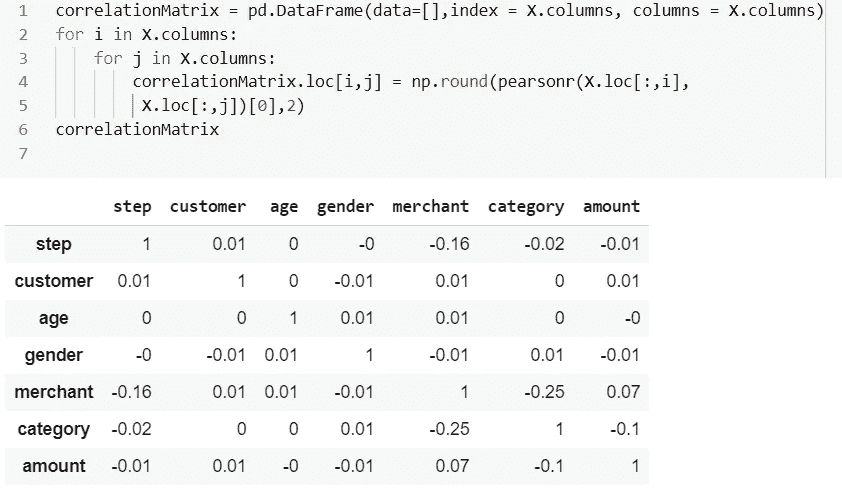 1 correlationMatrix = pd.DataFrame(data=[],index = X.columns, columns = X.columns)
2 for i in X.columns:
3 for j in X.columns:
4 correlationMatrix.loc[i,j] = np.round(pearsonr(X.loc[:,i],
5 X.loc[:,j])[0],2)
6 correlationMatrix
7
step customer age gender merchant category amount
step 1 0.01 0 -0 -0.16 -0.02 -0.01
customer 0.01 1 0 -0.01 0.01 0 0.01
age 0 0 1 0.01 0.01 0 -0
gender -0 -0.01 0.01 1 -0.01 0.01 -0.01
merchant -0.16 0.01 0.01 -0.01 1 -0.25 0.07
category -0.02 0 0 0.01 -0.25 1 -0.1
amount -0.01 0.01 -0 -0.01 0.07 -0.1 1